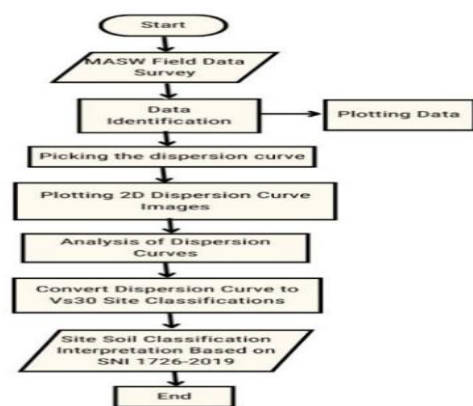 Start
MASW Field Data
Survey
Data
Identification
Plotting Data
Picking the dispersion curve
Plotting 2D Dispersion Curve
Images
Analysis of Dispersion
Curves
Convert Dispersion Curve to
Vs30 Site Classifications
Site Soil Classification
Interpretation Based on
SNI 1726-2019
End